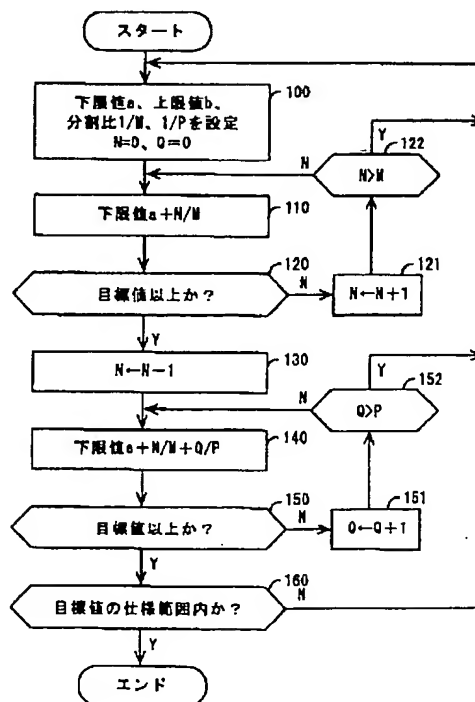 スタート
100
下限値a、上限値b、
分割比1/M、1/Pを設定
N=0、Q=0
Y
122
N
N>M
110
下限値a+N/M
120
目標値以上か?
N
121
N←N+1
Y
130
N←N-1
Y
152
N
Q>P
140
下限値a+N/M+Q/P
150
目標値以上か?
N
151
Q←Q+1
Y
160
目標値の仕様範囲内か?
N
Y
エンド